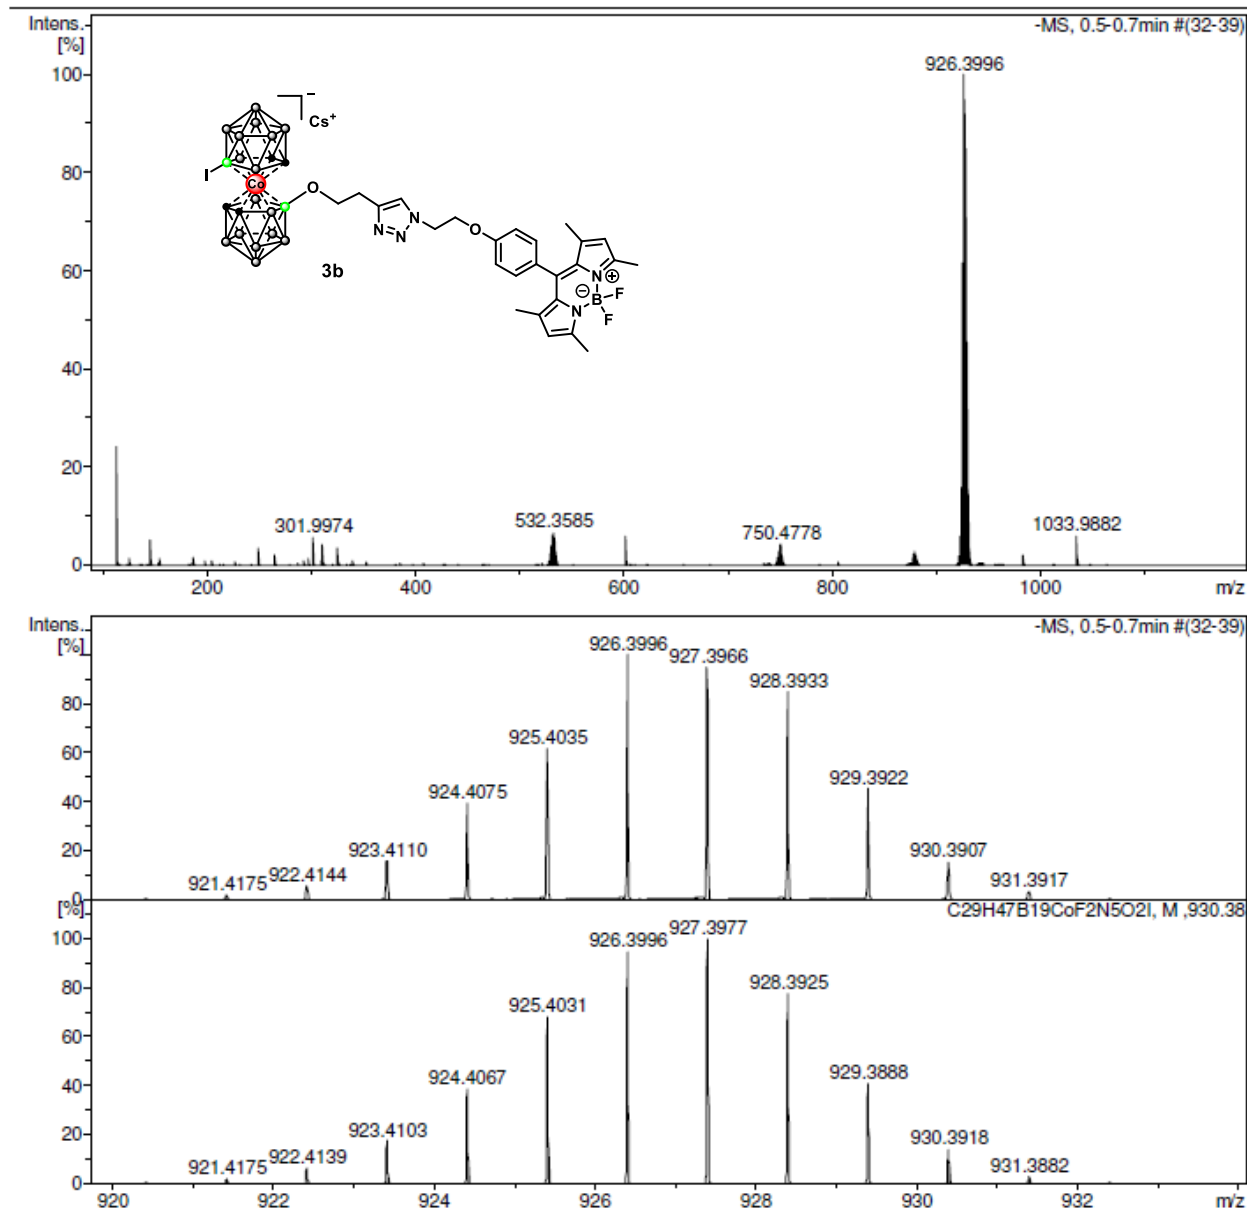 Intens.
[%]
-MS, 0.5-0.7min #(32-39)
926.3996
100
80
60
40
20
0
Cs+
I
Co
O
N
N
N
O
N
+
−
B
F
N
F
3b
301.9974
532.3585
750.4778
1033.9882
200
400
600
800
1000
m/z
Intens.
[%]
-MS, 0.5-0.7min #(32-39)
926.3996
927.3966
928.3933
925.4035
929.3922
924.4075
923.4110
930.3907
922.4144
921.4175
931.3917
80
60
40
20
0
[%]
C29H47B19CoF2N5O2I, M ,930.38
926.3996
927.3977
928.3925
925.4031
929.3888
924.4067
923.4103
930.3918
922.4139
921.4175
931.3882
100
80
60
40
20
0
920
922
924
926
928
930
932
m/z